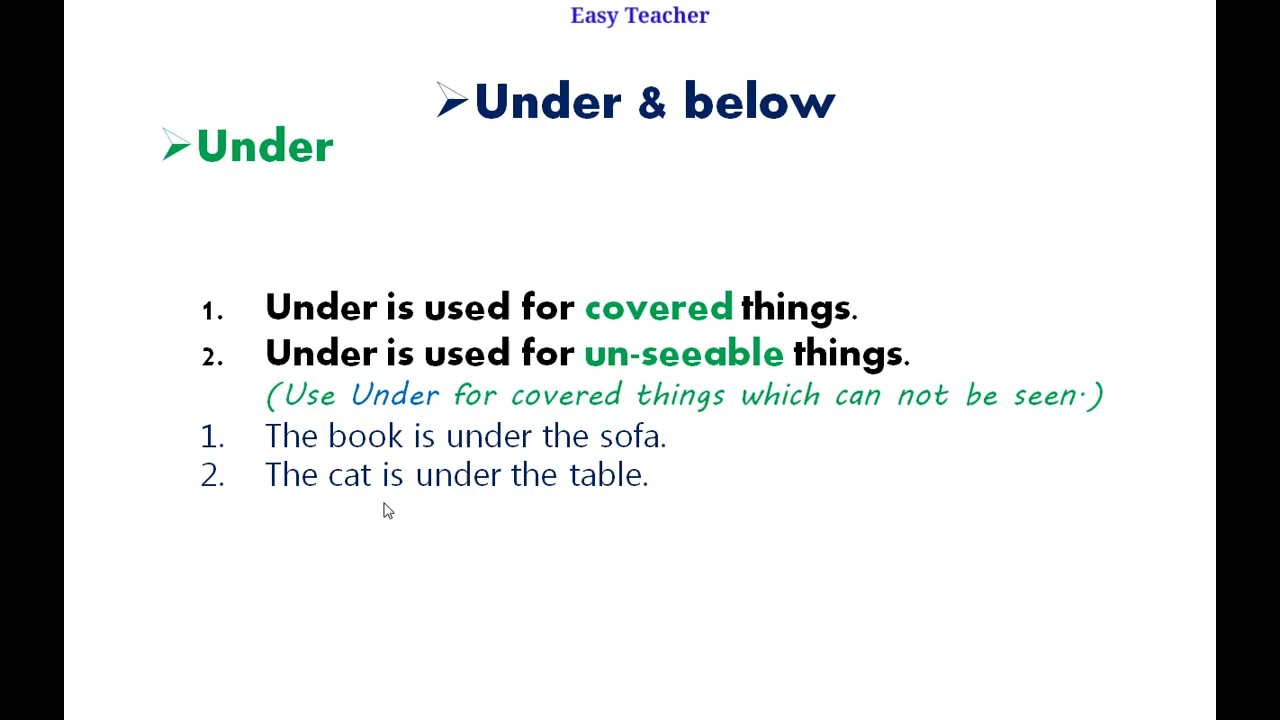 Easy Teacher
➢Under & below
➢Under
1. Under is used for covered things.
2. Under is used for un-seeable things.
(Use Under for covered things which can not be seen.)
1. The book is under the sofa.
2. The cat is under the table.